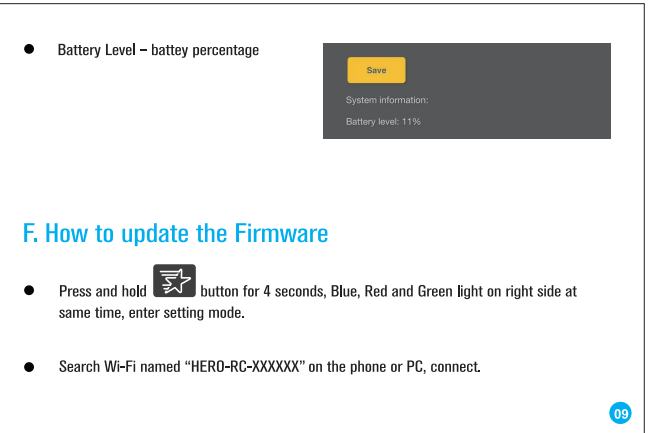 Battery Level – battey percentage
Save
System information:
Battery level: 11%
F. How to update the Firmware
Press and hold button for 4 seconds, Blue, Red and Green light on right side at
same time, enter setting mode.
Search Wi-Fi named “HERO-RC-XXXXXX” on the phone or PC, connect.
09